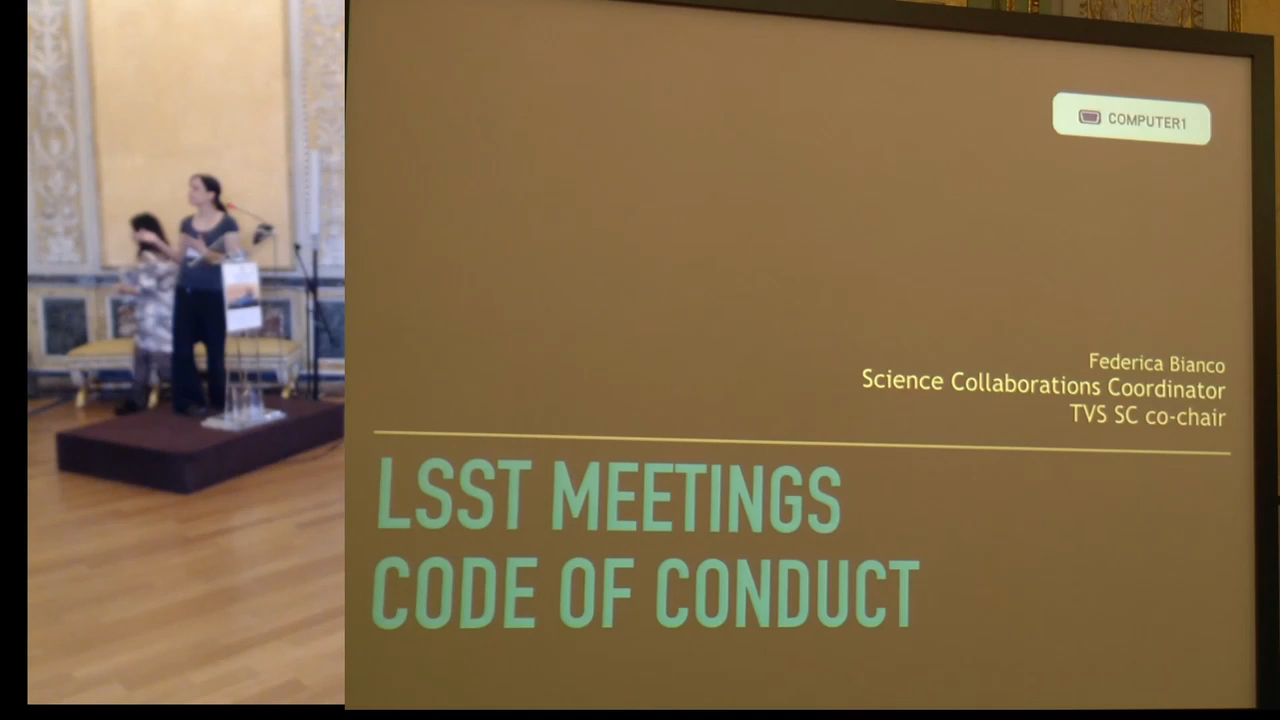 COMPUTER1
Federica Bianco
Science Collaborations Coordinator
TVS SC co-chair
LSST MEETINGS
CODE OF CONDUCT